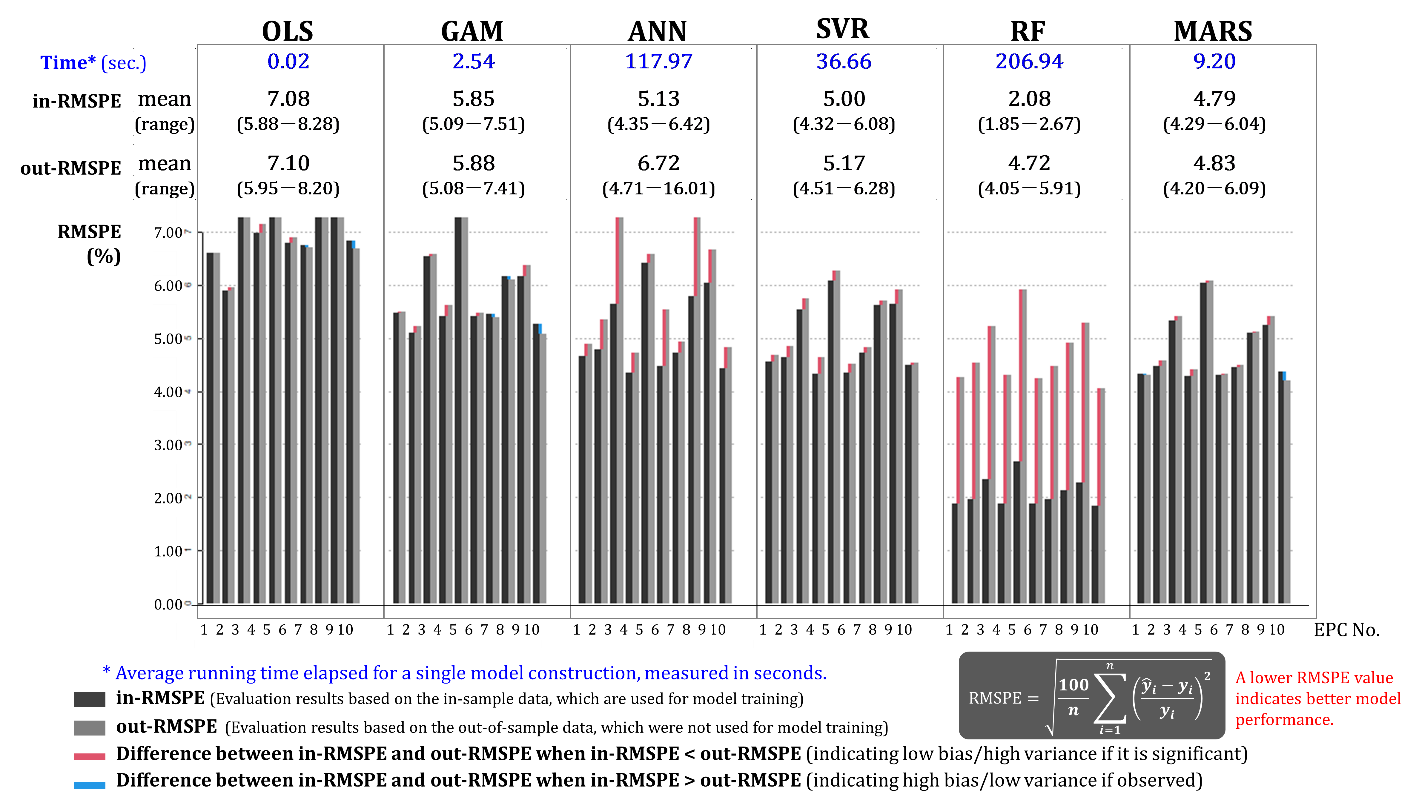 OLS GAM ANN SVR RF MARS
Time* (sec.) 0.02 2.54 117.97 36.66 206.94 9.20
in-RMSPE mean 7.08 5.85 5.13 5.00 2.08 4.79
(range) (5.88—8.28) (5.09—7.51) (4.35—6.42) (4.32—6.08) (1.85—2.67) (4.29—6.04)
out-RMSPE mean 7.10 5.88 6.72 5.17 4.72 4.83
(range) (5.95—8.20) (5.08—7.41) (4.71—16.01) (4.51—6.28) (4.05—5.91) (4.20—6.09)
RMSPE
(%)
7.00 7
6.00 6
5.00 5
4.00 4
3.00 3
2.00 2
1.00 1
0.00 0
1 2 3 4 5 6 7 8 9 10 1 2 3 4 5 6 7 8 9 10 1 2 3 4 5 6 7 8 9 10 1 2 3 4 5 6 7 8 9 10 1 2 3 4 5 6 7 8 9 10 1 2 3 4 5 6 7 8 9 10 EPC No.
* Average running time elapsed for a single model construction, measured in seconds.
in-RMSPE (Evaluation results based on the in-sample data, which are used for model training)
out-RMSPE (Evaluation results based on the out-of-sample data, which were not used for model training)
Difference between in-RMSPE and out-RMSPE when in-RMSPE < out-RMSPE (indicating low bias/high variance if it is significant)
Difference between in-RMSPE and out-RMSPE when in-RMSPE > out-RMSPE (indicating high bias/low variance if observed)
RMSPE = √(100/n ∑_{i=1}^{n} ((ŷᵢ − yᵢ)/yᵢ)²)
A lower RMSPE value
indicates better model
performance.